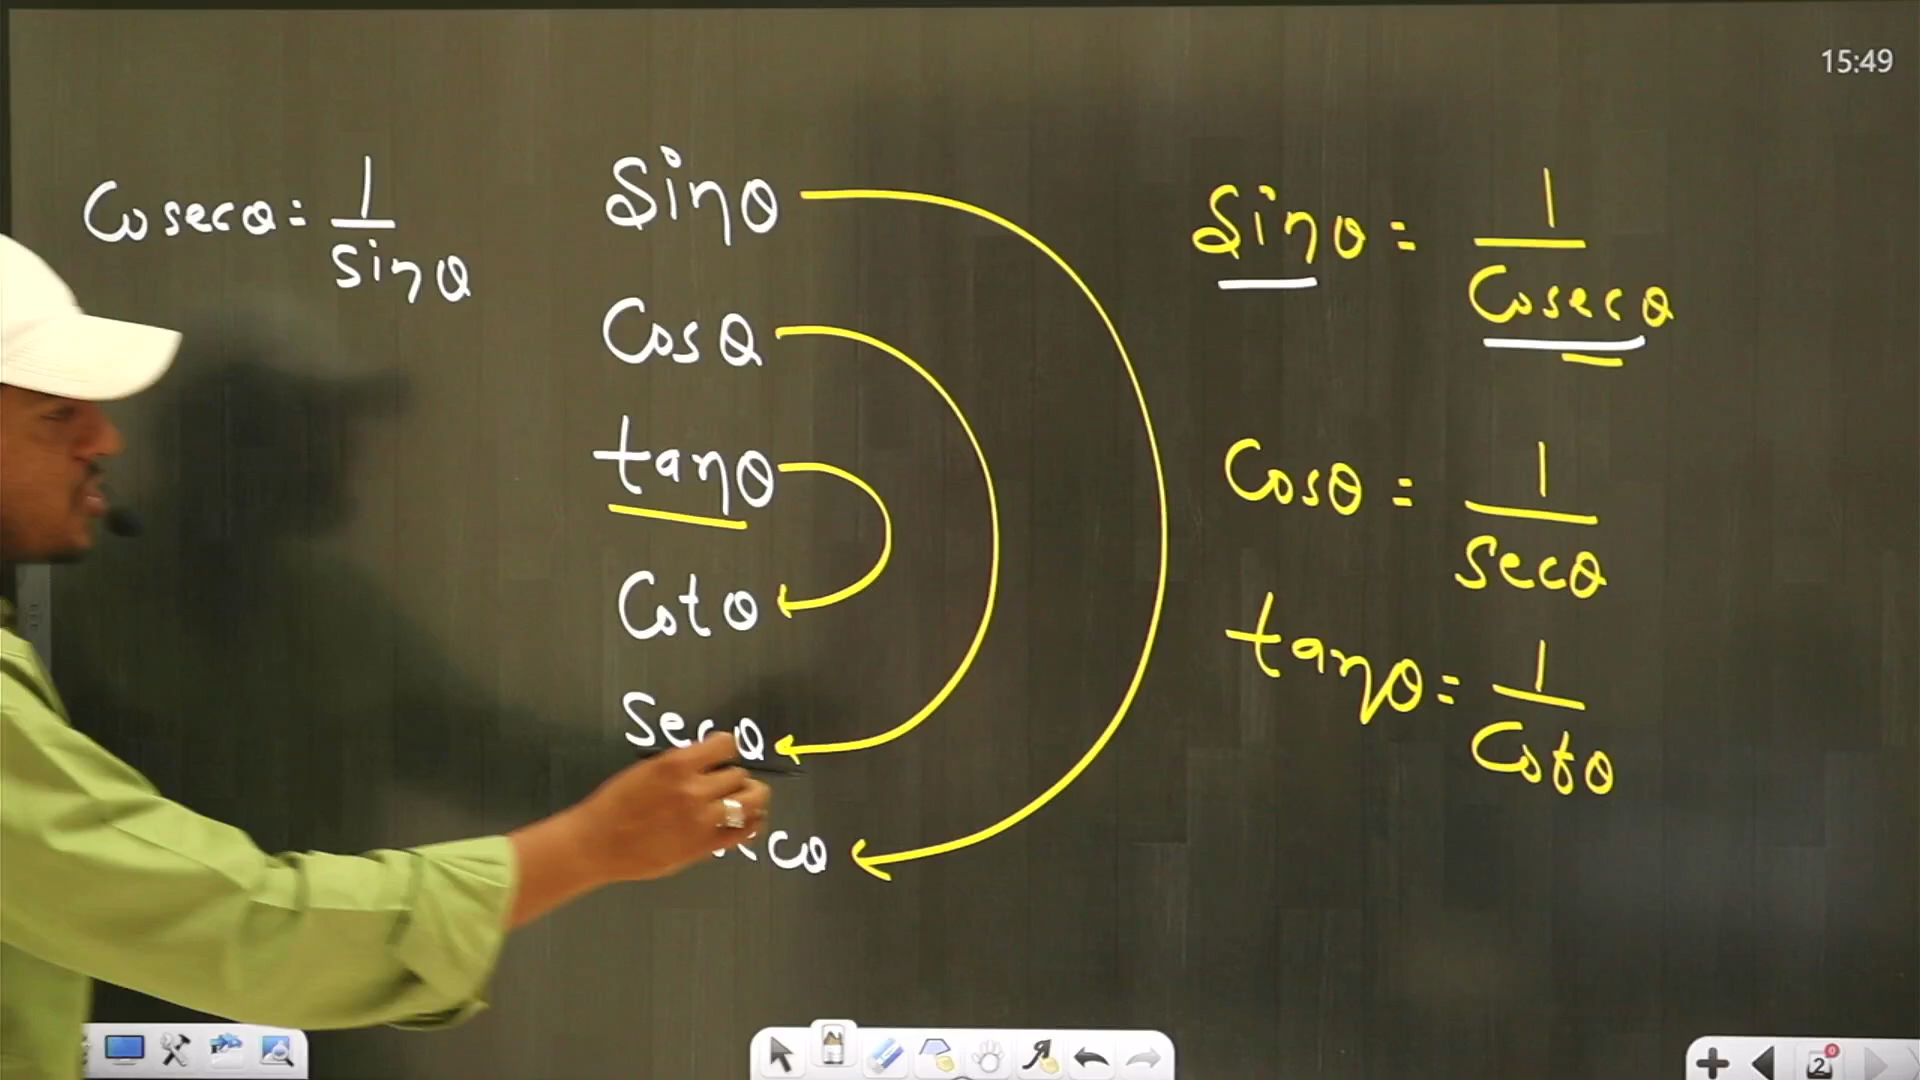 15:49
Cosecθ = 1/sinθ
Sinθ
Cosθ
tanθ
Cotθ
Secθ
Sinθ = 1/Cosecθ
Cosθ = 1/secθ
tanθ = 1/Cotθ
2